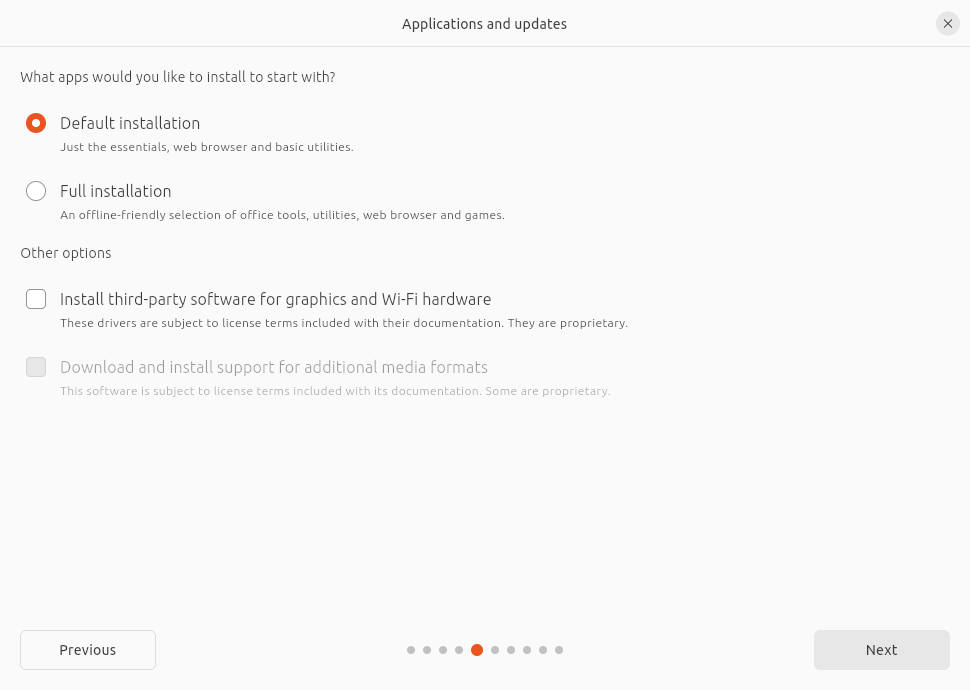 Applications and updates
What apps would you like to install to start with?
Default installation
Just the essentials, web browser and basic utilities.
Full installation
An offline-friendly selection of office tools, utilities, web browser and games.
Other options
Install third-party software for graphics and Wi-Fi hardware
These drivers are subject to license terms included with their documentation. They are proprietary.
Download and install support for additional media formats
This software is subject to license terms included with its documentation. Some are proprietary.
Previous
Next